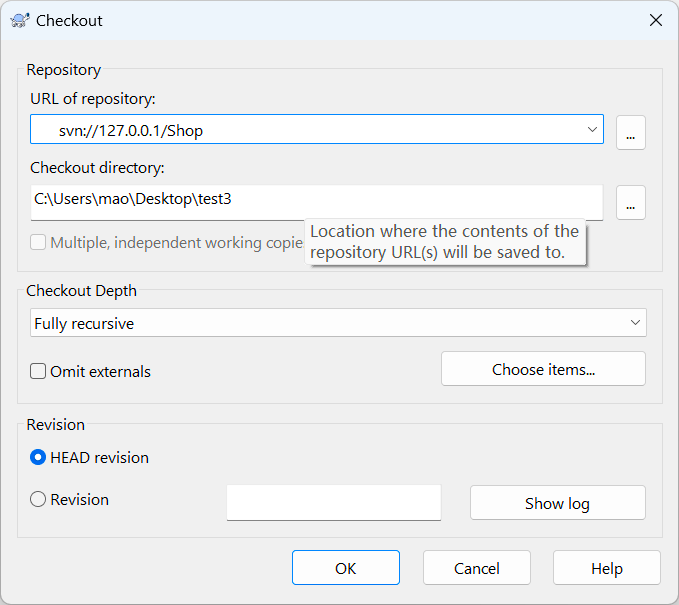 Checkout
Repository
URL of repository:
svn://127.0.0.1/Shop
...
Checkout directory:
C:\Users\mao\Desktop\test3
...
Multiple, independent working copie
Location where the contents of the
repository URL(s) will be saved to.
Checkout Depth
Fully recursive
Omit externals
Choose items...
Revision
HEAD revision
Revision
Show log
OK
Cancel
Help